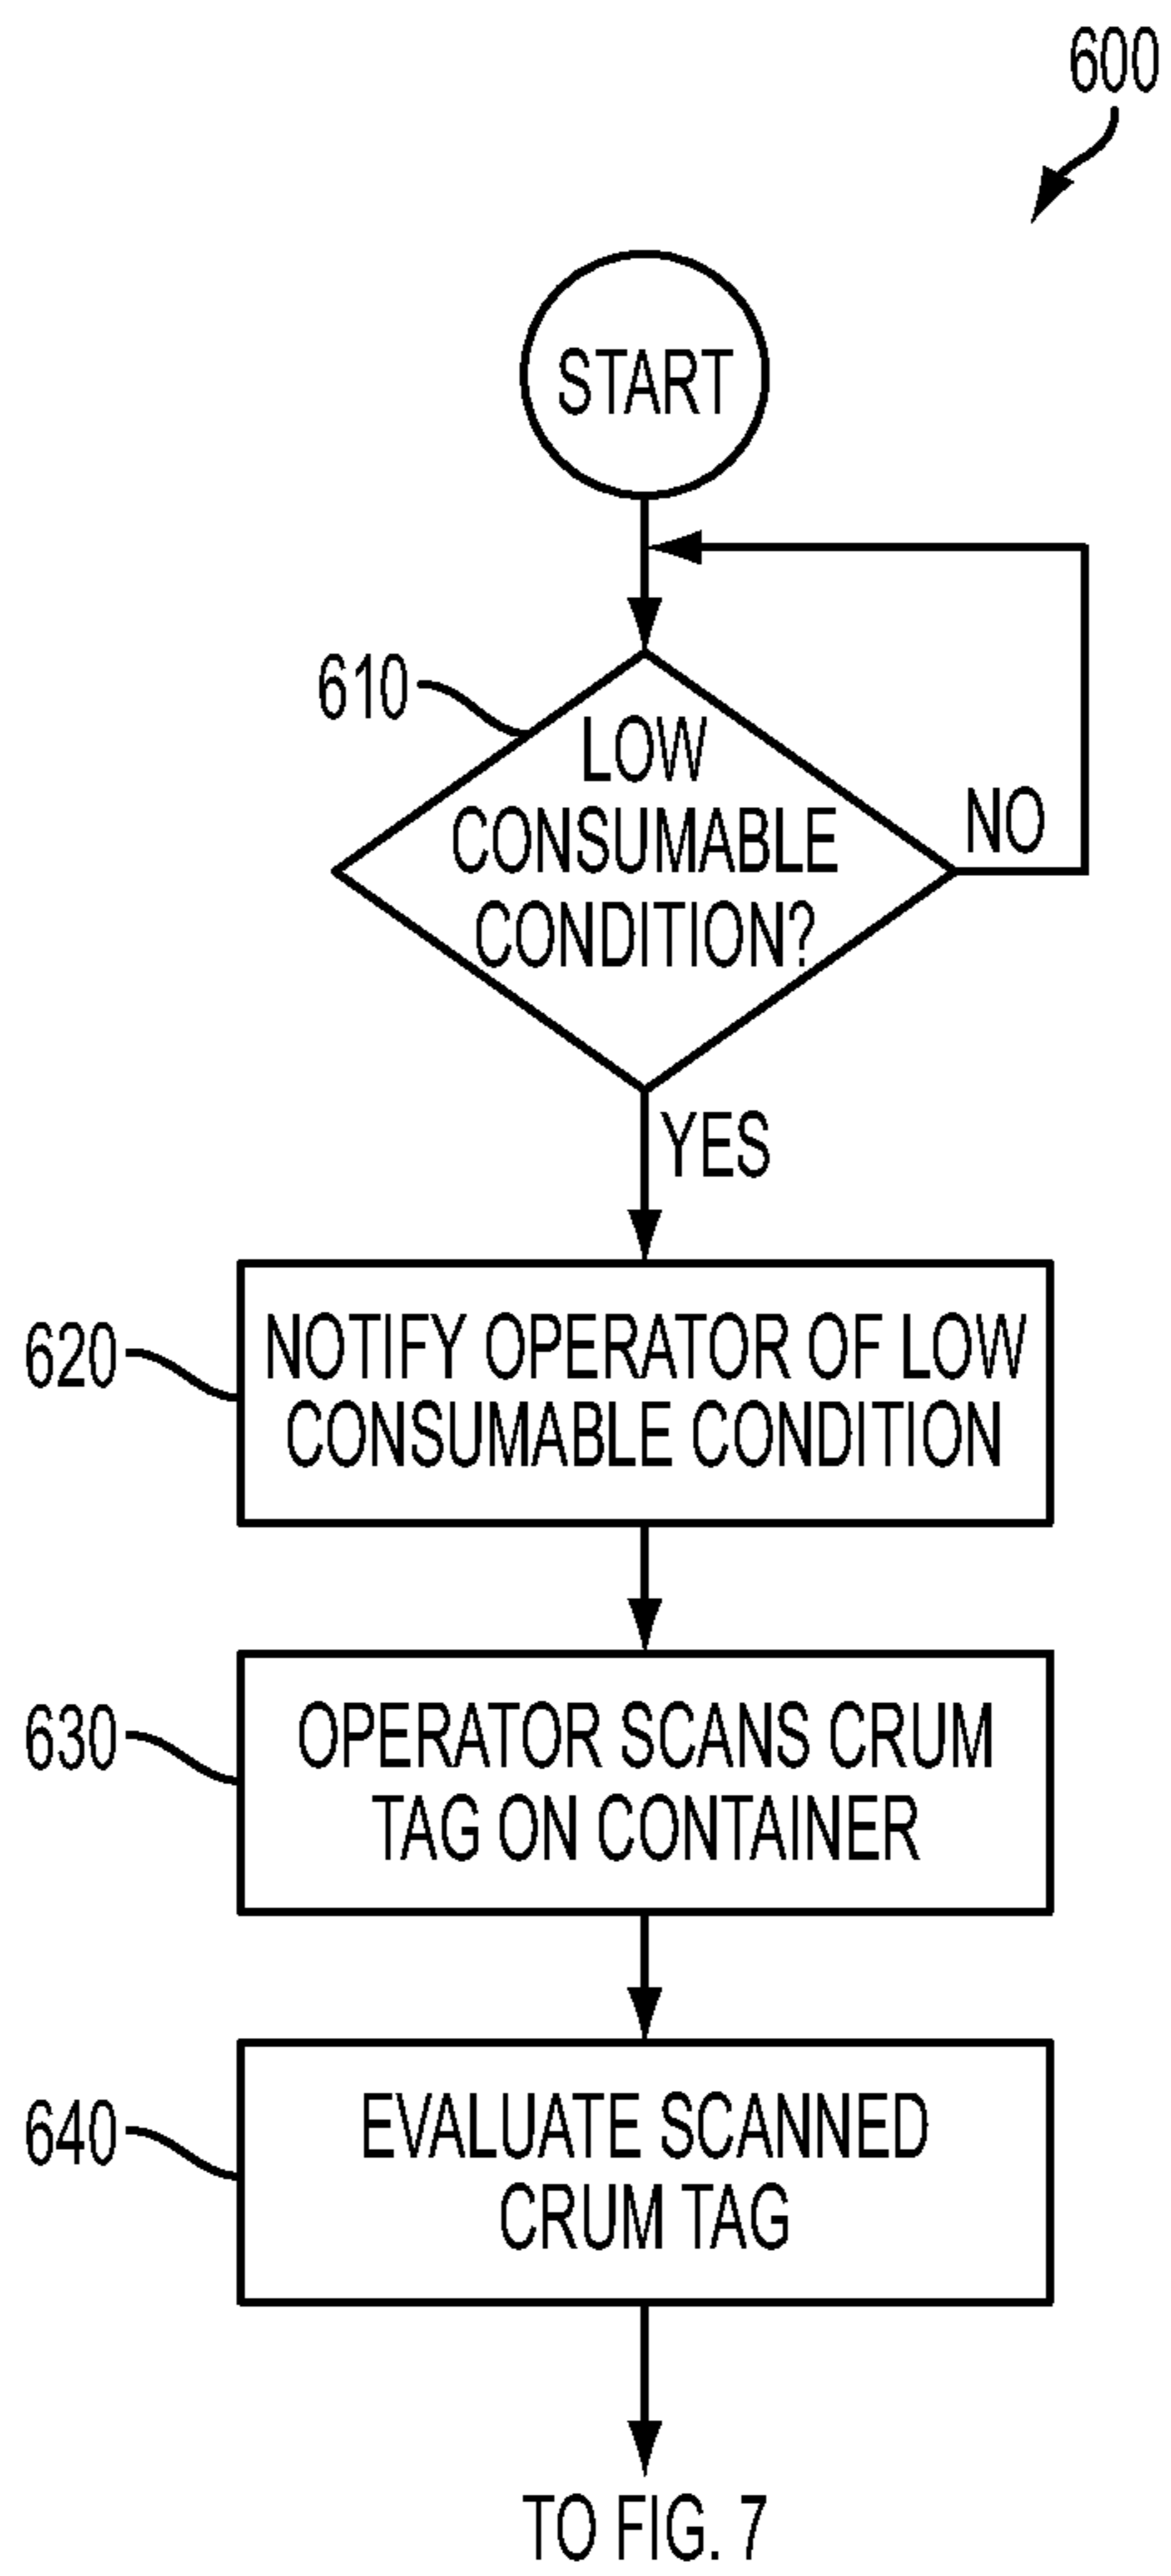 600
START
610
LOW
CONSUMABLE
CONDITION?
NO
YES
620
NOTIFY OPERATOR OF LOW
CONSUMABLE CONDITION
630
OPERATOR SCANS CRUM
TAG ON CONTAINER
640
EVALUATE SCANNED
CRUM TAG
TO FIG. 7